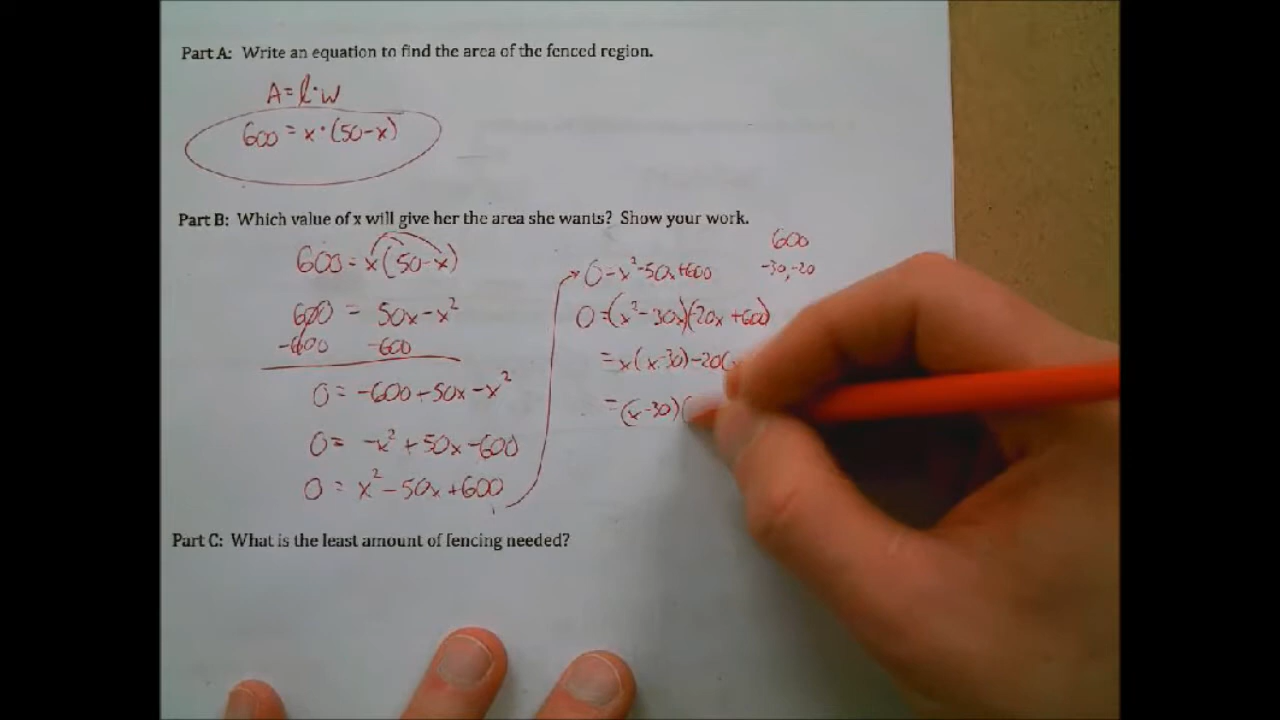 Part A: Write an equation to find the area of the fenced region.
A = l · w
600 = x · (50-x)
Part B: Which value of x will give her the area she wants? Show your work.
600 = x(50-x)
600 = 50x-x²
-600 -600
0 = -600+50x-x²
0 = -x²+50x-600
0 = x²-50x+600
600
0=x²-50x+600 -30,-20
0=(x²-30x)(-20x+600)
=x(x-30)-20(x
=(x-30)(
Part C: What is the least amount of fencing needed?